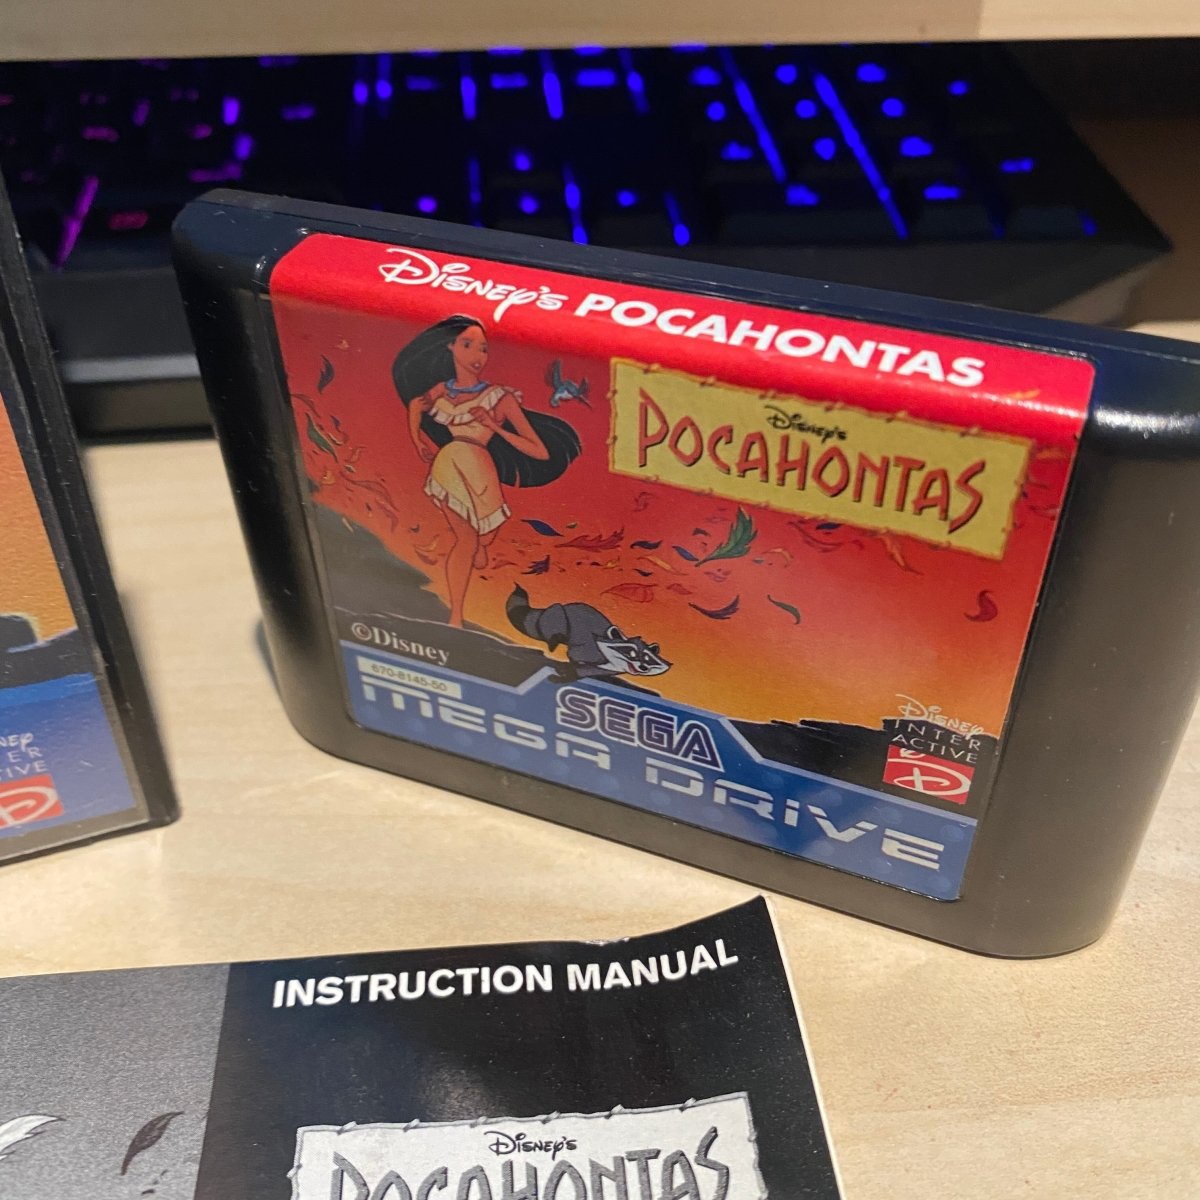 Disney's POCAHONTAS
Disney's
POCAHONTAS
©Disney
670-8145-50
SEGA
MEGA DRIVE
Disney
INTER
ACTIVE
D
INSTRUCTION MANUAL
Disney's
POCAHONTAS